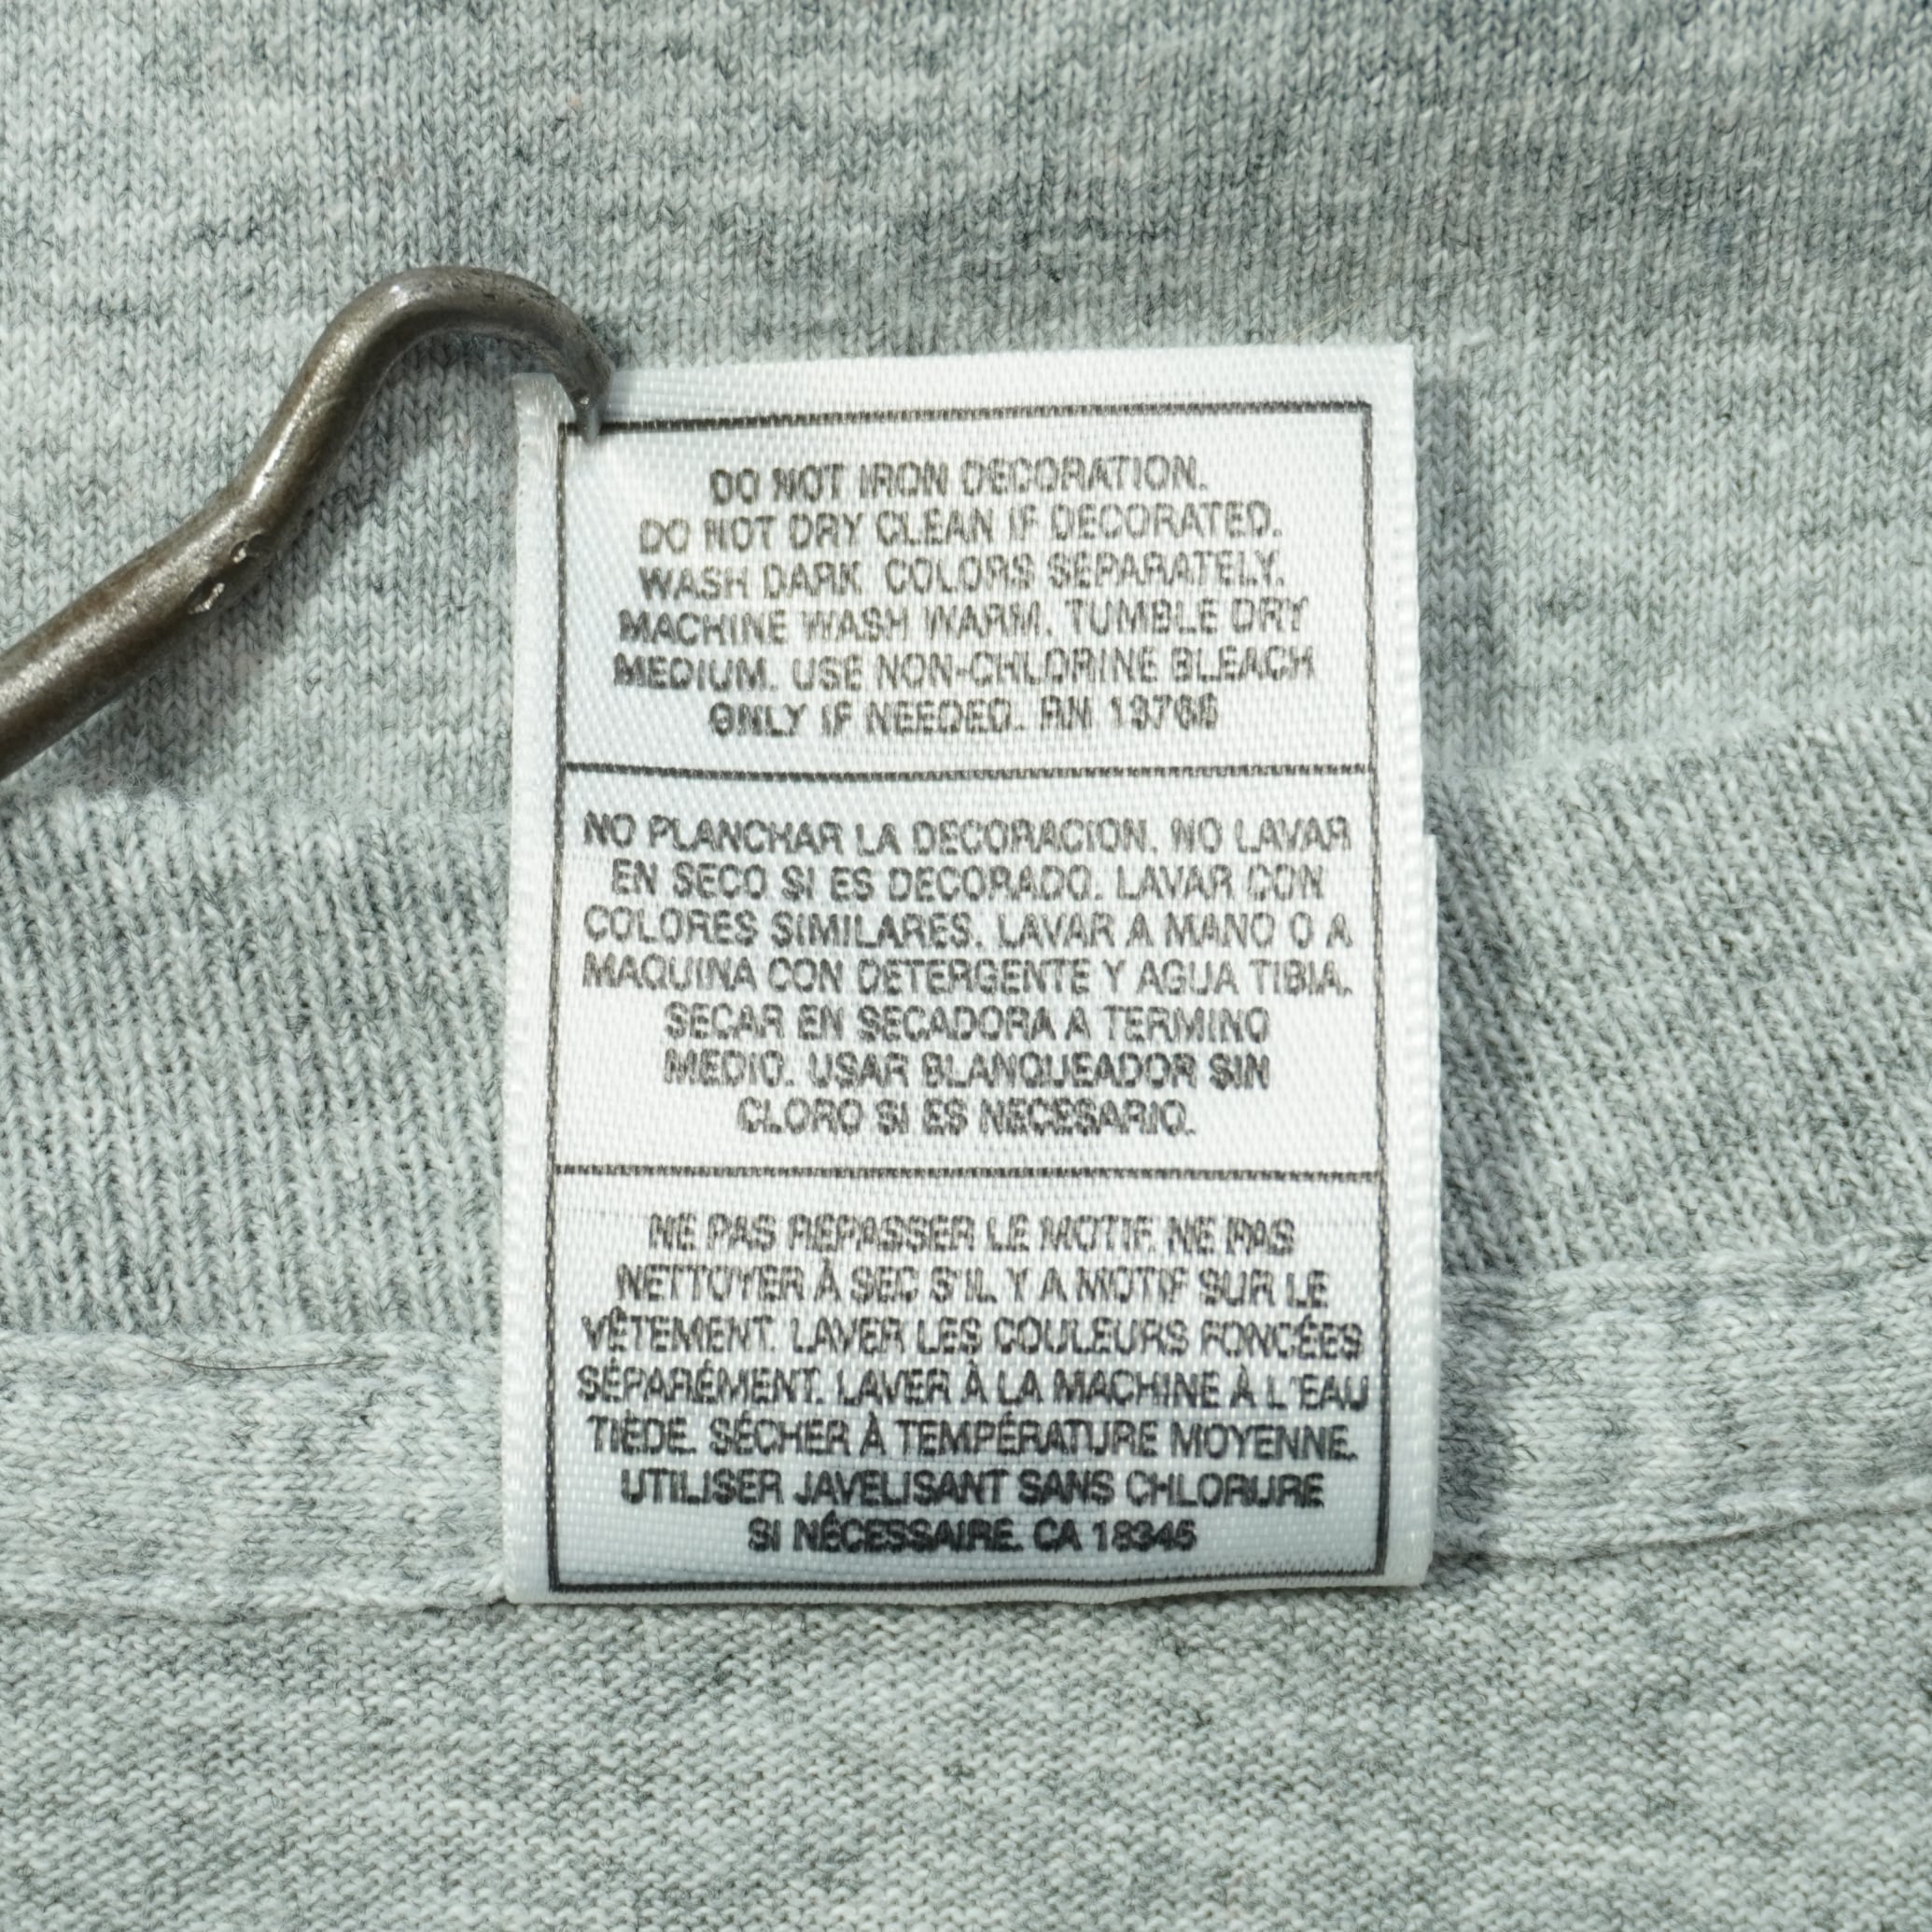 DO NOT IRON DECORATION.
DO NOT DRY CLEAN IF DECORATED.
WASH DARK COLORS SEPARATELY.
MACHINE WASH WARM. TUMBLE DRY
MEDIUM. USE NON-CHLORINE BLEACH
ONLY IF NEEDED. RN 13765
NO PLANCHAR LA DECORACION. NO LAVAR
EN SECO SI ES DECORADO. LAVAR CON
COLORES SIMILARES. LAVAR A MANO O A
MAQUINA CON DETERGENTE Y AGUA TIBIA.
SECAR EN SECADORA A TERMINO
MEDIO. USAR BLANQUEADOR SIN
CLORO SI ES NECESARIO.
NE PAS REPASSER LE MOTIF. NE PAS
NETTOYER À SEC S'IL Y A MOTIF SUR LE
VÊTEMENT. LAVER LES COULEURS FONCÉES
SÉPARÉMENT. LAVER À LA MACHINE À L'EAU
TIÈDE. SÉCHER À TEMPÉRATURE MOYENNE.
UTILISER JAVELISANT SANS CHLORURE
SI NÉCESSAIRE. CA 18345